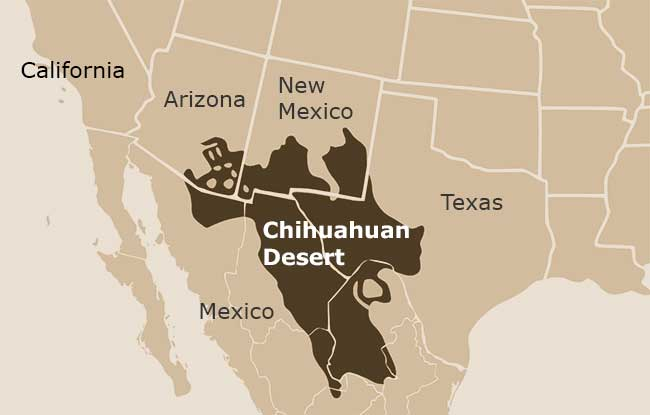 California
Arizona
New
Mexico
Texas
Chihuahuan
Desert
Mexico